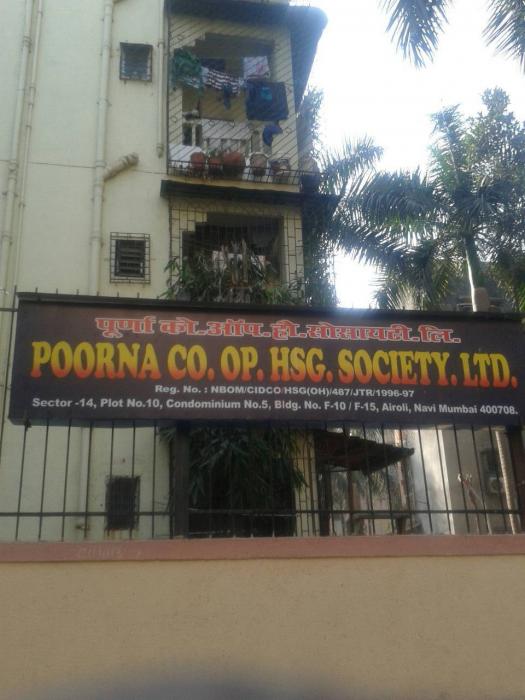 पूर्णा को.ऑप.हौ.सोसायटी.लि.
POORNA CO. OP. HSG. SOCIETY. LTD.
Reg. No. : NBOM/CIDCO/HSG(OH)/487/JTR/1996-97
Sector -14, Plot No.10, Condominium No.5, Bldg. No. F-10 / F-15, Airoli, Navi Mumbai 400708.